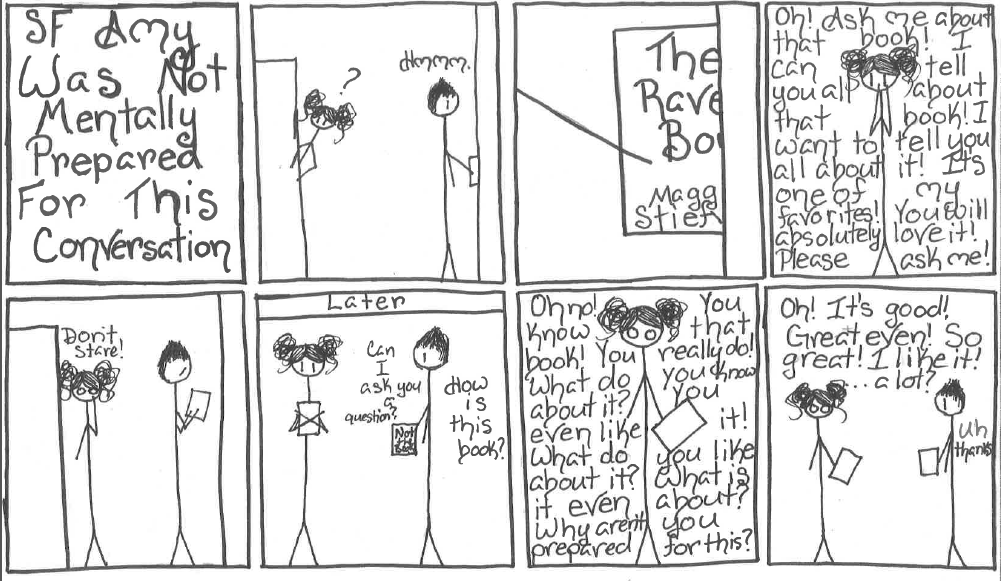 SF Amy
Was Not
Mentally
Prepared
For This
Conversation
?
Hmmm.
The
Rave
Bo
Magg
Stief
Oh! Ask me about
that book! I
can tell
you all about
that book! I
want to tell you
all about it! It's
one of my
favorites! You will
absolutely love it!
Please ask me!
Don't
stare!
Later
Can
I
ask you
a
question?
Not
How
is
this
book?
Oh no! You
know that
book! You really do!
What do you know
about it? You
even like it!
What do you like
about it? What is
it even about?
Why aren't you
prepared for this?
Oh! It's good!
Great even! So
great! I like it!
...a lot?
Uh
thanks